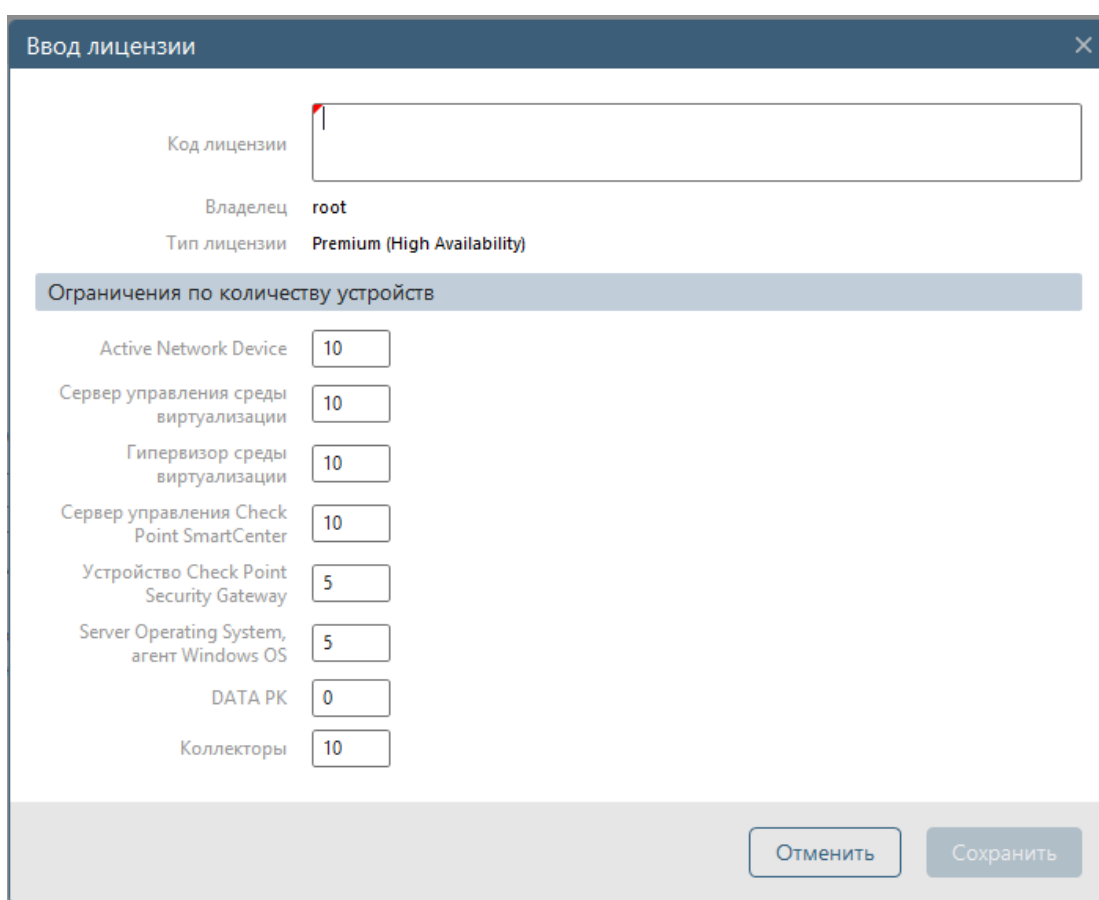 Ввод лицензии
Код лицензии
Владелец root
Тип лицензии Premium (High Availability)
Ограничения по количеству устройств
Active Network Device 10
Сервер управления среды
виртуализации 10
Гипервизор среды
виртуализации 10
Сервер управления Check
Point SmartCenter 10
Устройство Check Point
Security Gateway 5
Server Operating System,
агент Windows OS 5
DATA PK 0
Коллекторы 10
Отменить Сохранить